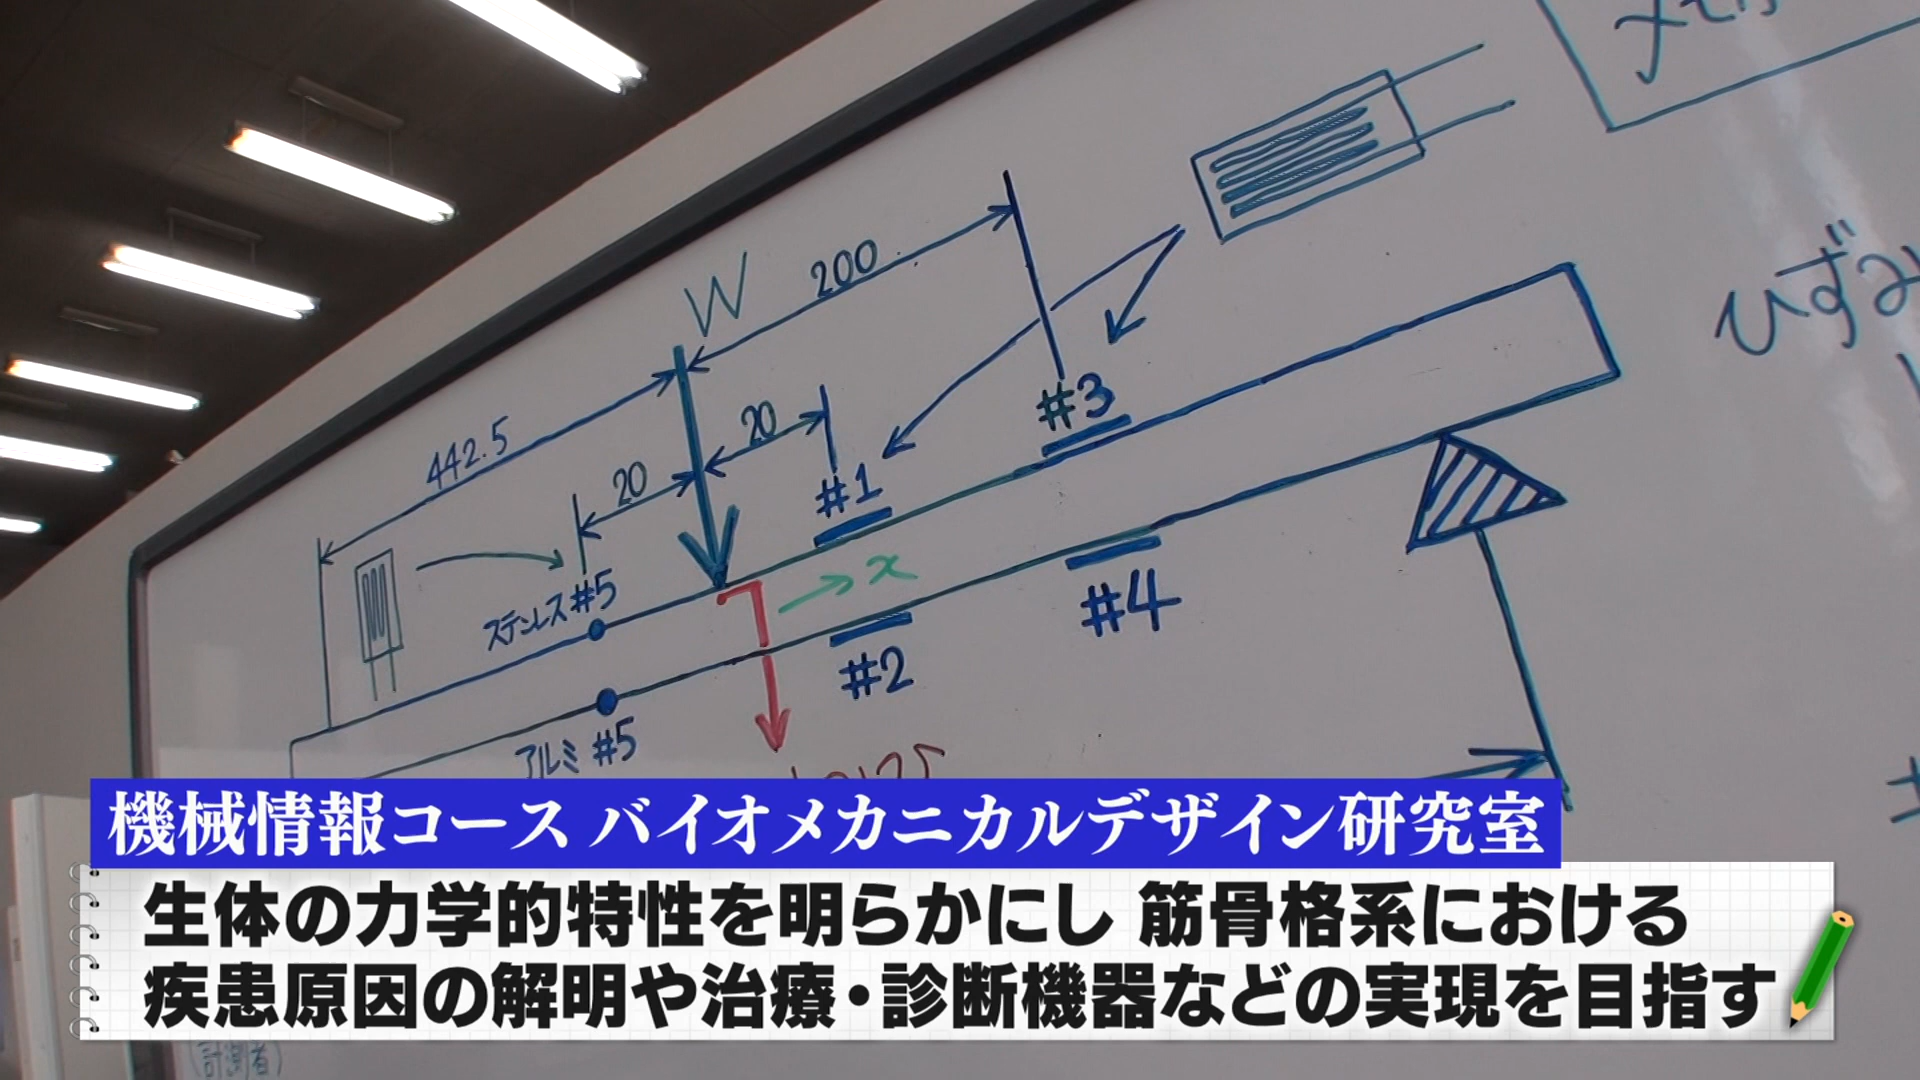 W
200
442.5
20
20
#3
#1
ひずみ
ステンレス#5
x
#4
#2
アルミ #5
機械情報コース バイオメカニカルデザイン研究室
生体の力学的特性を明らかにし 筋骨格系における
疾患原因の解明や治療・診断機器などの実現を目指す
(計測者)